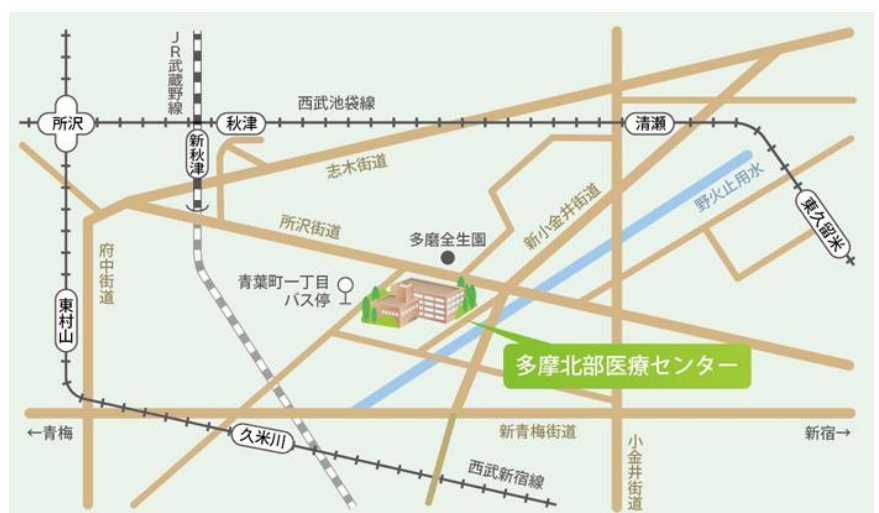 JR武蔵野線
西武池袋線
所沢
秋津
清瀬
新秋津
志木街道
新小金井街道
野火止用水
東久留米
所沢街道
多磨全生園
府中街道
青葉町一丁目
バス停
東村山
多摩北部医療センター
←青梅
久米川
新青梅街道
新宿→
小金井街道
西武新宿線